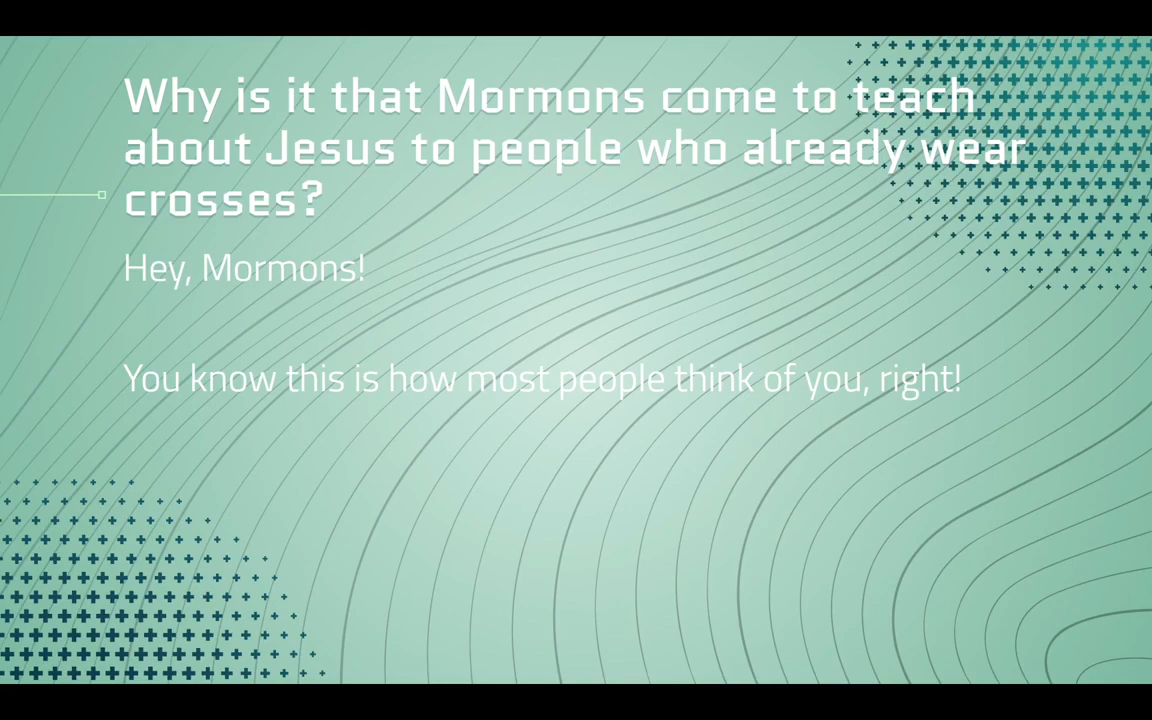 Why is it that Mormons come to teach
about Jesus to people who already wear
crosses?
Hey, Mormons!
You know this is how most people think of you, right!